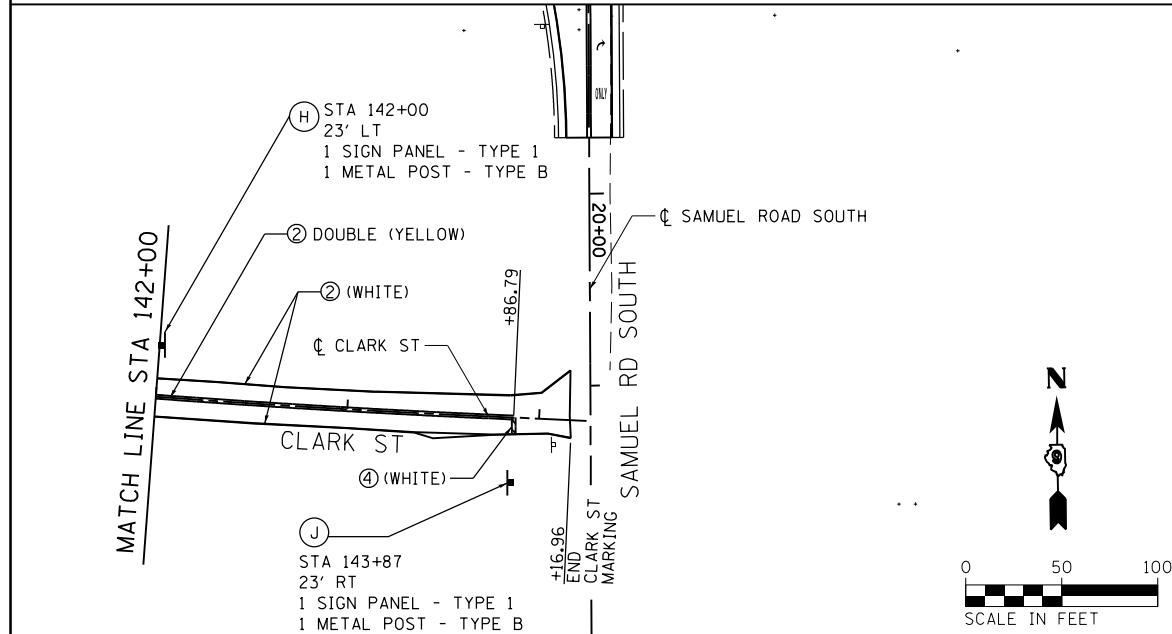 ONLY
H
STA 142+00
23' LT
1 SIGN PANEL - TYPE 1
1 METAL POST - TYPE B
20+00
℄ SAMUEL ROAD SOUTH
2 DOUBLE (YELLOW)
2 (WHITE)
+86.79
℄ CLARK ST
MATCH LINE STA 142+00
SAMUEL RD SOUTH
N
CLARK ST
4 (WHITE)
J
STA 143+87
23' RT
1 SIGN PANEL - TYPE 1
1 METAL POST - TYPE B
+16.96
END
CLARK ST
MARKING
0 50 100
SCALE IN FEET